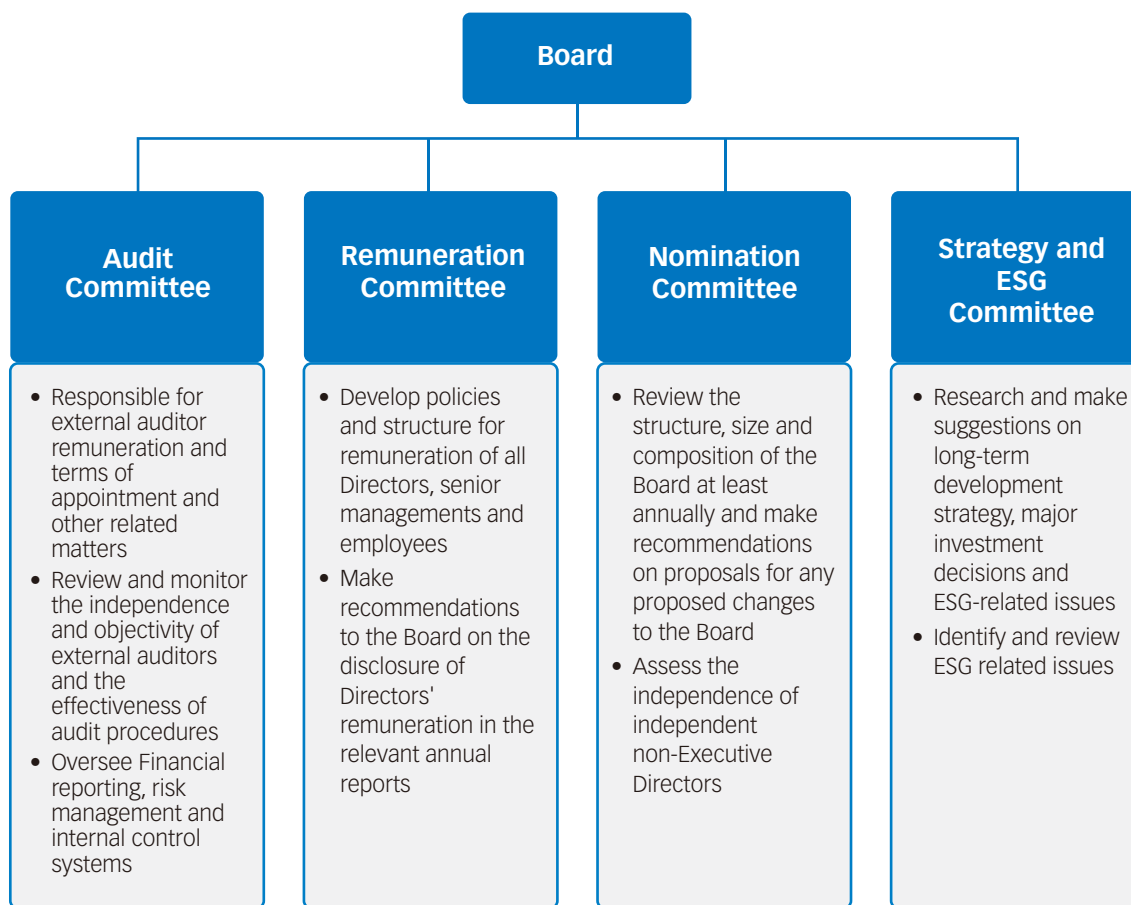 Board
Audit
Committee
Remuneration
Committee
Nomination
Committee
Strategy and
ESG
Committee
• Responsible for
external auditor
remuneration and
terms of
appointment and
other related
matters
• Review and monitor
the independence
and objectivity of
external auditors
and the
effectiveness of
audit procedures
• Oversee Financial
reporting, risk
management and
internal control
systems
• Develop policies
and structure for
remuneration of all
Directors, senior
managements and
employees
• Make
recommendations
to the Board on the
disclosure of
Directors'
remuneration in the
relevant annual
reports
• Review the
structure, size and
composition of the
Board at least
annually and make
recommendations
on proposals for any
proposed changes
to the Board
• Assess the
independence of
independent
non-Executive
Directors
• Research and make
suggestions on
long-term
development
strategy, major
investment
decisions and
ESG-related issues
• Identify and review
ESG related issues